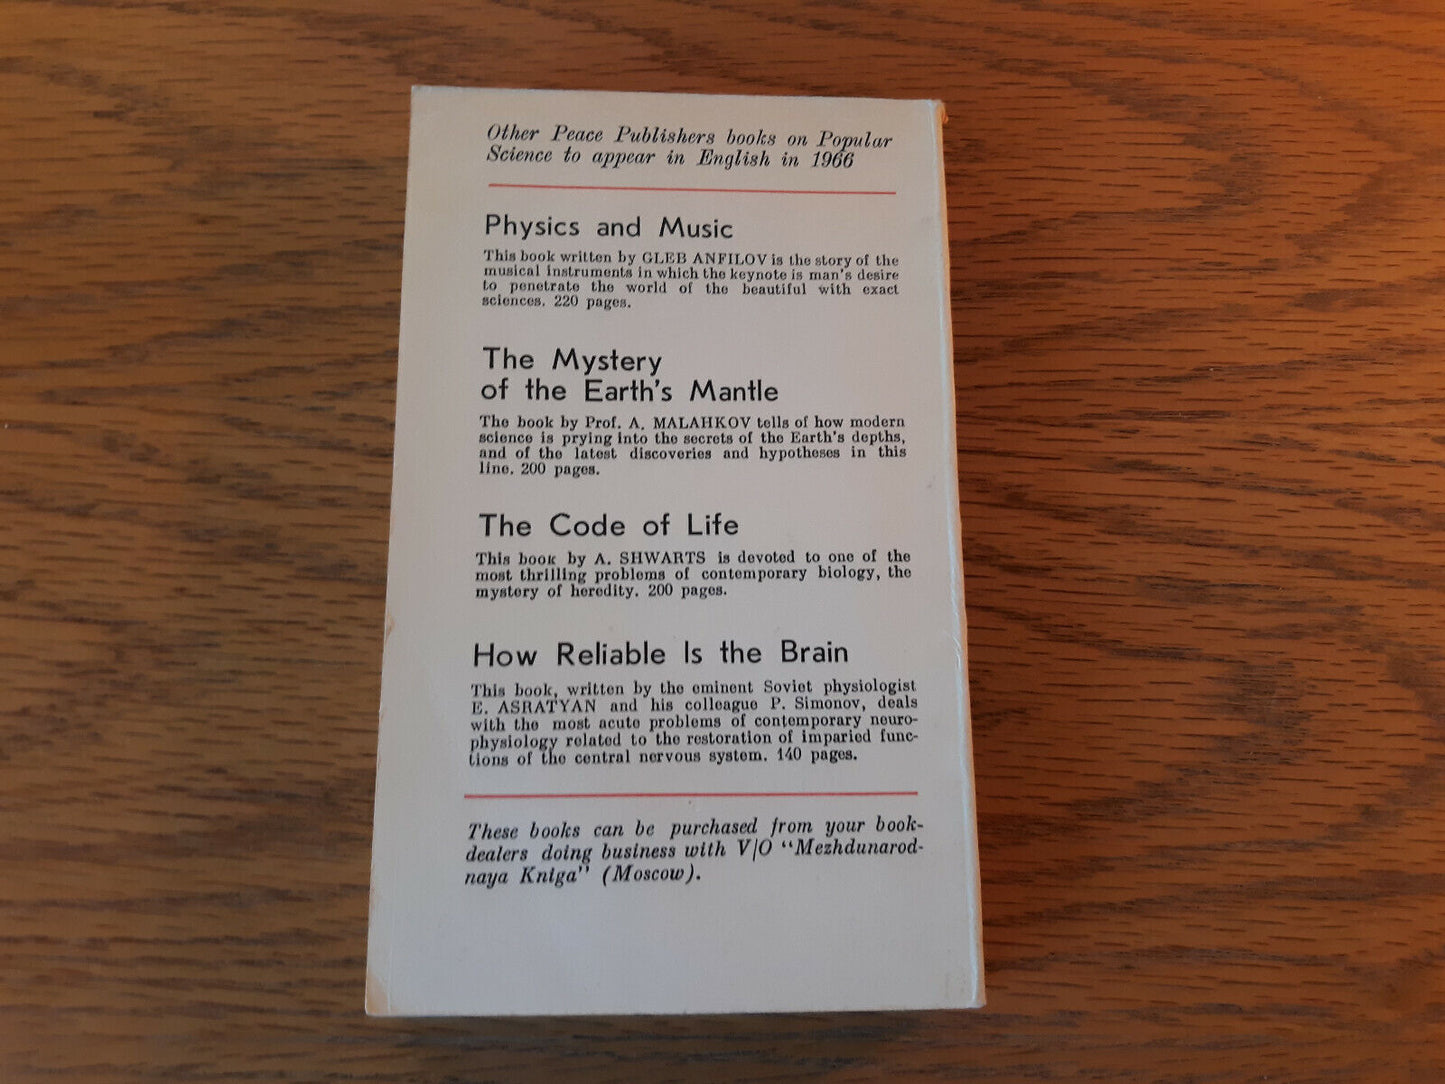 Other Peace Publishers books on Popular
Science to appear in English in 1966
Physics and Music
This book written by GLEB ANFILOV is the story of the
musical instruments in which the keynote is man's desire
to penetrate the world of the beautiful with exact
sciences. 220 pages.
The Mystery
of the Earth's Mantle
The book by Prof. A. MALAHKOV tells of how modern
science is prying into the secrets of the Earth's depths,
and of the latest discoveries and hypotheses in this
line. 200 pages.
The Code of Life
This book by A. SHWARTS is devoted to one of the
most thrilling problems of contemporary biology, the
mystery of heredity. 200 pages.
How Reliable Is the Brain
This book, written by the eminent Soviet physiologist
E. ASRATYAN and his colleague P. Simonov, deals
with the most acute problems of contemporary neuro-
physiology related to the restoration of imparied func-
tions of the central nervous system. 140 pages.
These books can be purchased from your book-
dealers doing business with V/O "Mezhdunarod-
naya Kniga" (Moscow).